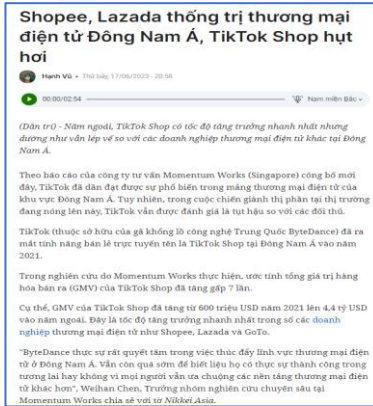 Shopee, Lazada thống trị thương mại
điện tử Đông Nam Á, TikTok Shop hụt
hơi
Hạnh Vũ • Thứ bảy, 17/06/2023 - 20:58
00:00/02:54
Nam miền Bắc
(Dân trí) - Năm ngoái, TikTok Shop có tốc độ tăng trưởng nhanh nhất nhưng
dường như vẫn lép vế so với các doanh nghiệp thương mại điện tử khác tại Đông
Nam Á.
Theo báo cáo của công ty tư vấn Momentum Works (Singapore) công bố mới
đây, TikTok đã dần đạt được sự phổ biến trong mảng thương mại điện tử của
khu vực Đông Nam Á. Tuy nhiên, trong cuộc chiến giành thị phần tại thị trường
đang nóng lên này, TikTok vẫn được đánh giá là tụt hậu so với các đối thủ.
TikTok (thuộc sở hữu của gã khổng lồ công nghệ Trung Quốc ByteDance) đã ra
mắt tính năng bán lẻ trực tuyến tên là TikTok Shop tại Đông Nam Á vào năm
2021.
Trong nghiên cứu do Momentum Works thực hiện, ước tính tổng giá trị hàng
hóa bán ra (GMV) của TikTok Shop đã tăng gấp 7 lần.
Cụ thể, GMV của TikTok Shop đã tăng từ 600 triệu USD năm 2021 lên 4,4 tỷ USD
vào năm ngoái. Đây là tốc độ tăng trưởng nhanh nhất trong số các doanh
nghiệp thương mại điện tử như Shopee, Lazada và GoTo.
"ByteDance thực sự rất quyết tâm trong việc thúc đẩy lĩnh vực thương mại điện
tử ở Đông Nam Á. Vẫn còn quá sớm để biết liệu họ có thực sự thành công trong
tương lai hay không vì mọi người vẫn ưa chuộng các nền tảng thương mại điện
tử khác hơn", Weihan Chen, Trưởng nhóm nghiên cứu chuyên sâu tại
Momentum Works chia sẻ với tờ Nikkei Asia.